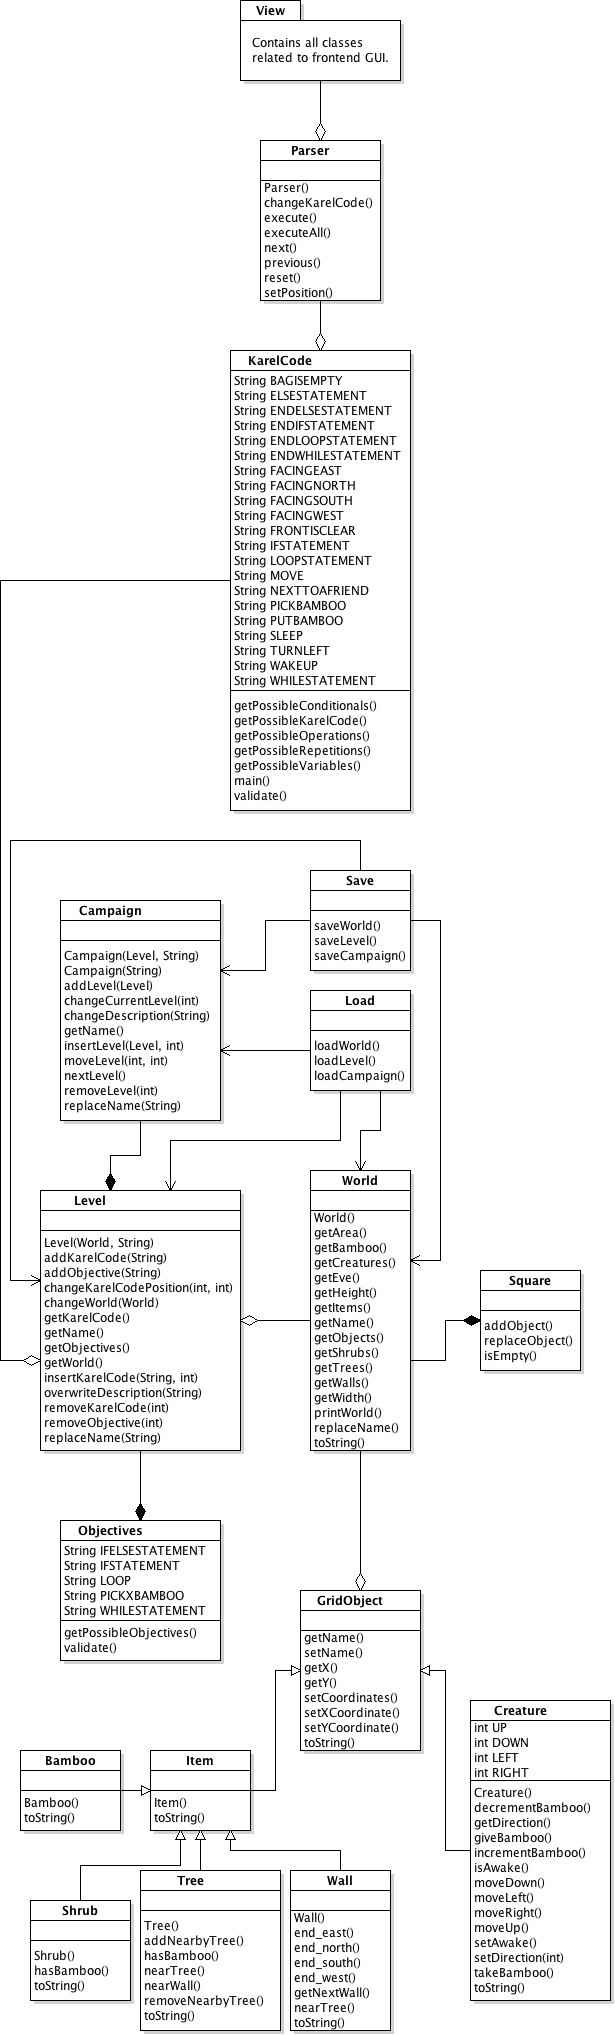 View
Contains all classes
related to frontend GUI.
Parser
Parser()
changeKarelCode()
execute()
executeAll()
next()
previous()
reset()
setPosition()
KarelCode
String BAGISEMPTY
String ELSESTATEMENT
String ENDELSESTATEMENT
String ENDIFSTATEMENT
String ENDLOOPSTATEMENT
String ENDWHILESTATEMENT
String FACINGEAST
String FACINGNORTH
String FACINGSOUTH
String FACINGWEST
String FRONTISCLEAR
String IFSTATEMENT
String LOOPSTATEMENT
String MOVE
String NEXTTOAFRIEND
String PICKBAMBOO
String PUTBAMBOO
String SLEEP
String TURNLEFT
String WAKEUP
String WHILESTATEMENT
getPossibleConditionals()
getPossibleKarelCode()
getPossibleOperations()
getPossibleRepetitions()
getPossibleVariables()
main()
validate()
Save
saveWorld()
saveLevel()
saveCampaign()
Campaign
Campaign(Level, String)
Campaign(String)
addLevel(Level)
changeCurrentLevel(int)
changeDescription(String)
getName()
insertLevel(Level, int)
moveLevel(int, int)
nextLevel()
removeLevel(int)
replaceName(String)
Load
loadWorld()
loadLevel()
loadCampaign()
Level
Level(World, String)
addKarelCode(String)
addObjective(String)
changeKarelCodePosition(int, int)
changeWorld(World)
getKarelCode()
getName()
getObjectives()
getWorld()
insertKarelCode(String, int)
overwriteDescription(String)
removeKarelCode(int)
removeObjective(int)
replaceName(String)
World
World()
getArea()
getBamboo()
getCreatures()
getEve()
getHeight()
getItems()
getName()
getObjects()
getShrubs()
getTrees()
getWalls()
getWidth()
printWorld()
replaceName()
toString()
Square
addObject()
replaceObject()
isEmpty()
Objectives
String IFELSESTATEMENT
String IFSTATEMENT
String LOOP
String PICKXBAMBOO
String WHILESTATEMENT
getPossibleObjectives()
validate()
GridObject
getName()
setName()
getX()
getY()
setCoordinates()
setXCoordinate()
setYCoordinate()
toString()
Creature
int UP
int DOWN
int LEFT
int RIGHT
Creature()
decrementBamboo()
getDirection()
giveBamboo()
incrementBamboo()
isAwake()
moveDown()
moveLeft()
moveRight()
moveUp()
setAwake()
setDirection(int)
takeBamboo()
toString()
Bamboo
Bamboo()
toString()
Item
Item()
toString()
Shrub
Shrub()
hasBamboo()
toString()
Tree
Tree()
addNearbyTree()
hasBamboo()
nearTree()
nearWall()
removeNearbyTree()
toString()
Wall
Wall()
end_east()
end_north()
end_south()
end_west()
getNextWall()
nearTree()
toString()